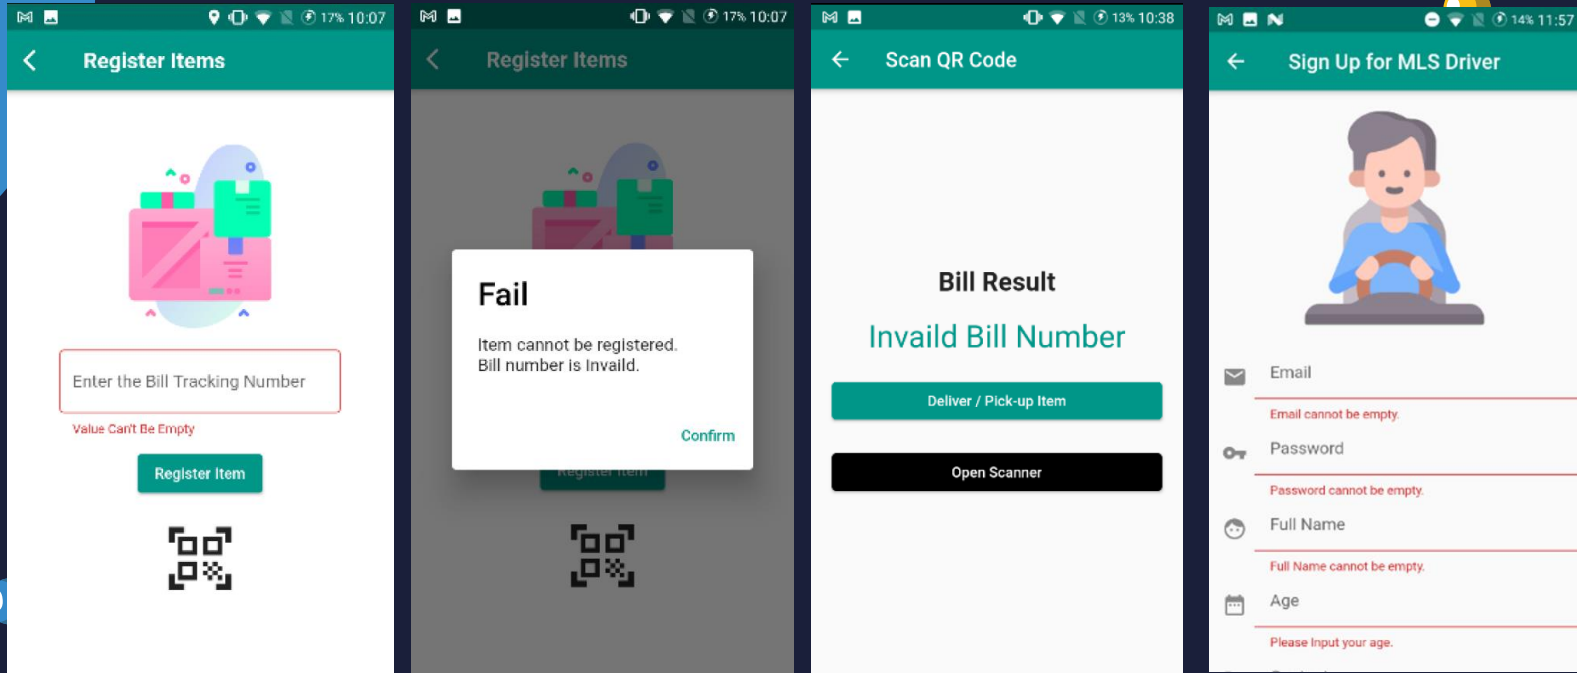 17% 10:07
Register Items
Enter the Bill Tracking Number
Value Can't Be Empty
Register Item
17% 10:07
Register Items
Fail
Item cannot be registered.
Bill number is Invaild.
Confirm
Register Item
13% 10:38
Scan QR Code
Bill Result
Invaild Bill Number
Deliver / Pick-up Item
Open Scanner
14% 11:57
Sign Up for MLS Driver
Email
Email cannot be empty.
Password
Password cannot be empty.
Full Name
Full Name cannot be empty.
Age
Please Input your age.